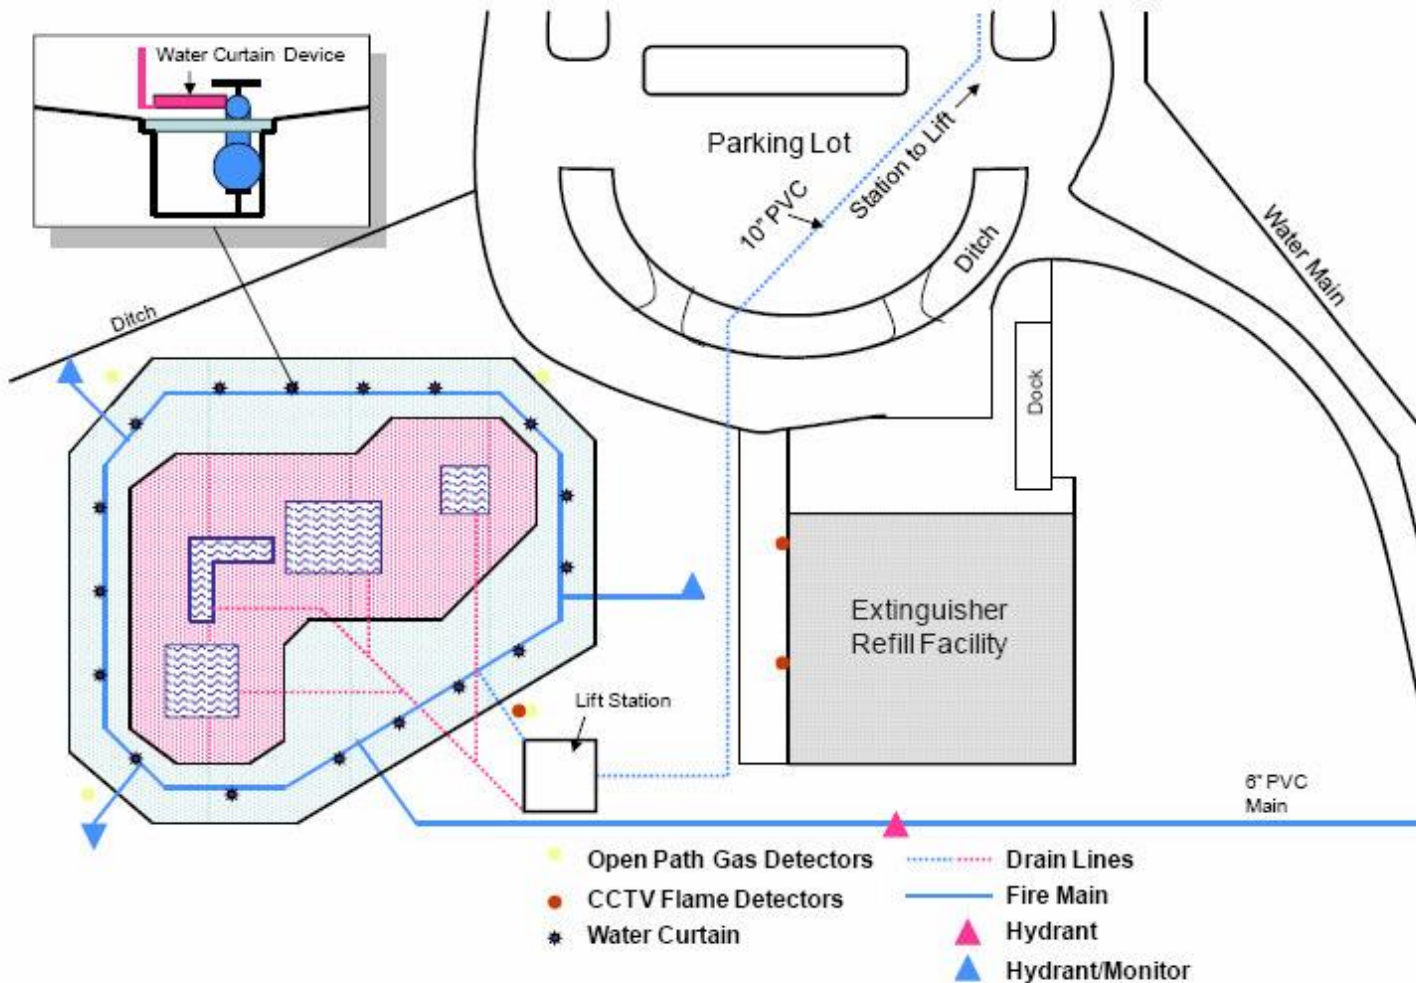 Water Curtain Device
Parking Lot
10" PVC
Station to Lift
Ditch
Water Main
Ditch
Dock
Extinguisher
Refill Facility
Lift Station
6" PVC
Main
Open Path Gas Detectors
CCTV Flame Detectors
Water Curtain
Drain Lines
Fire Main
Hydrant
Hydrant/Monitor